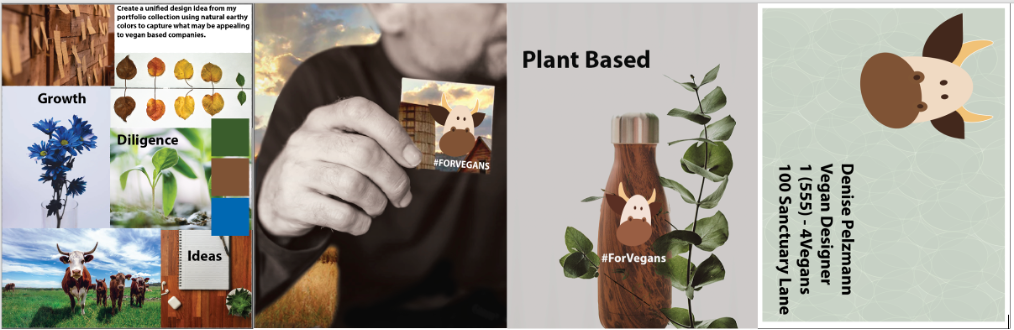 Create a unified design idea from my
portfolio collection using natural earthy
colors to capture what may be appealing
to vegan based companies.
Growth
Diligence
Ideas
#FORVEGANS
Plant Based
#ForVegans
Denise Pelzmann
Vegan Designer
1 (555) - 4Vegans
100 Sanctuary Lane